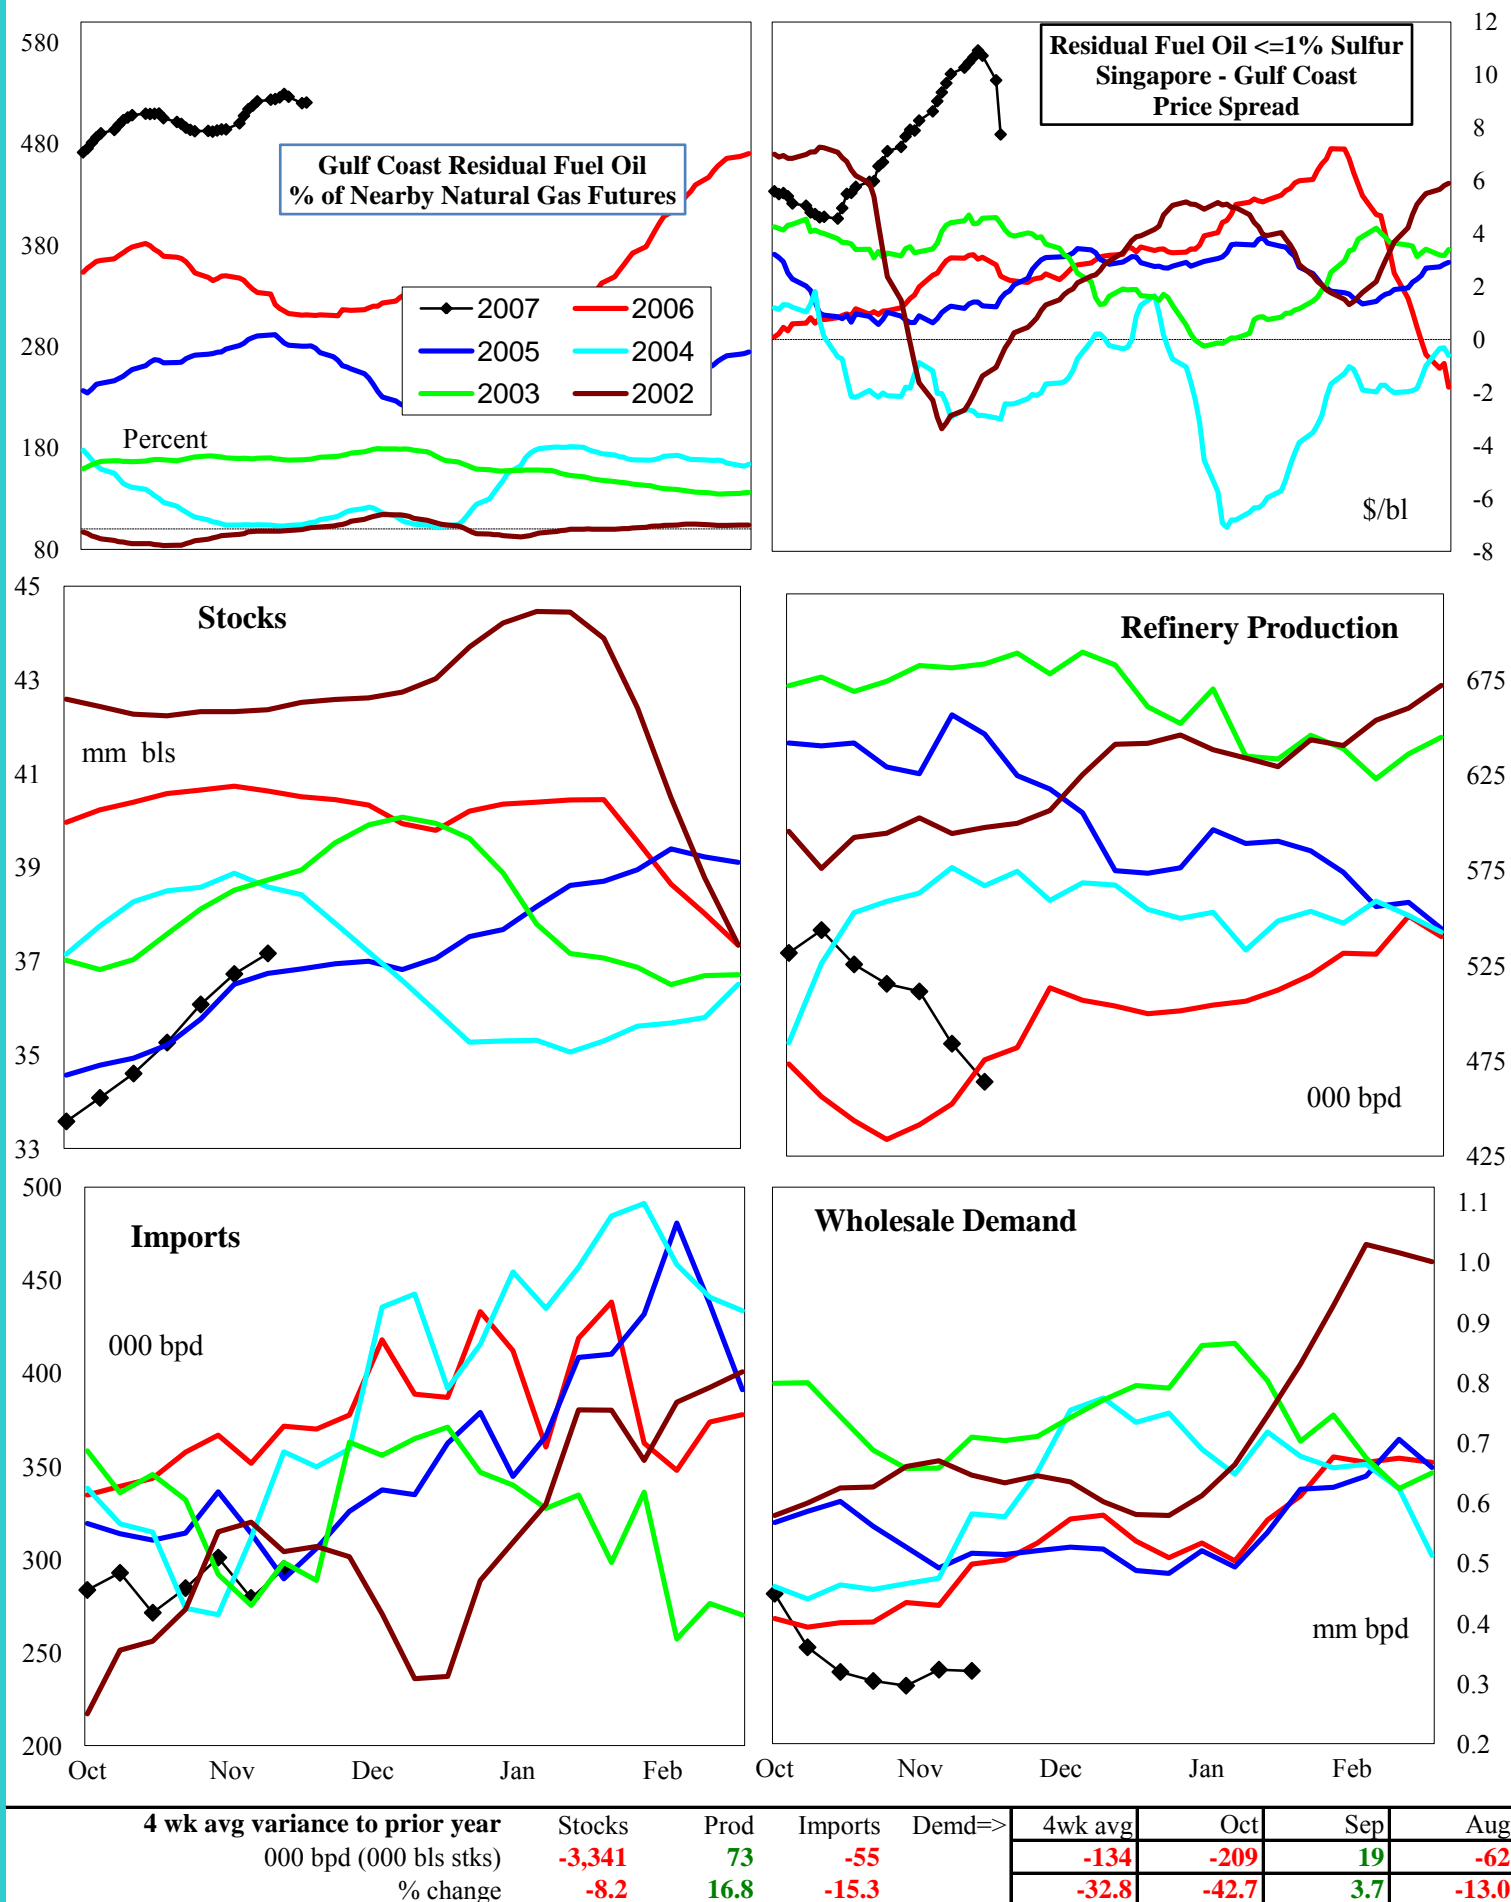 580
480
380
280
180
80
Gulf Coast Residual Fuel Oil
% of Nearby Natural Gas Futures
2007
2006
2005
2004
2003
2002
Percent
Residual Fuel Oil <=1% Sulfur
Singapore - Gulf Coast
Price Spread
12
10
8
6
4
2
0
-2
-4
-6
-8
$/bl
45
43
41
39
37
35
33
Stocks
mm bls
Refinery Production
675
625
575
525
475
425
000 bpd
500
450
400
350
300
250
200
Imports
000 bpd
Oct Nov Dec Jan Feb
Wholesale Demand
1.1
1.0
0.9
0.8
0.7
0.6
0.5
0.4
0.3
0.2
mm bpd
Oct Nov Dec Jan Feb
4 wk avg variance to prior year Stocks Prod Imports Demd=> 4wk avg Oct Sep Aug
000 bpd (000 bls stks) -3,341 73 -55 -134 -209 19 -62
% change -8.2 16.8 -15.3 -32.8 -42.7 3.7 -13.0